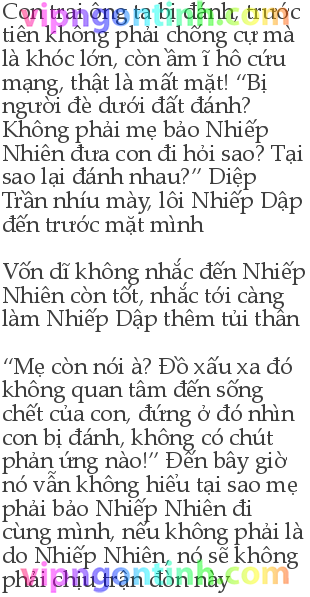 Con trai ông ta bị đánh, trước
tiên không phải chống cự mà
là khóc lớn, còn ầm ĩ hô cứu
mạng, thật là mất mặt! “Bị
người đè dưới đất đánh?
Không phải mẹ bảo Nhiếp
Nhiên đưa con đi hỏi sao? Tại
sao lại đánh nhau?” Diệp
Trần nhíu mày, lôi Nhiếp Dập
đến trước mặt mình
Vốn dĩ không nhắc đến Nhiếp
Nhiên còn tốt, nhắc tới càng
làm Nhiếp Dập thêm tủi thân
“Mẹ còn nói à? Đồ xấu xa đó
không quan tâm đến sống
chết của con, đứng ở đó nhìn
con bị đánh, không có chút
phản ứng nào!” Đến bây giờ
nó vẫn không hiểu tại sao mẹ
phải bảo Nhiếp Nhiên đi
cùng mình, nếu không phải là
do Nhiếp Nhiên, nó sẽ không
phải chịu trận đòn này
vipngontinh.com
vipngontinh.com